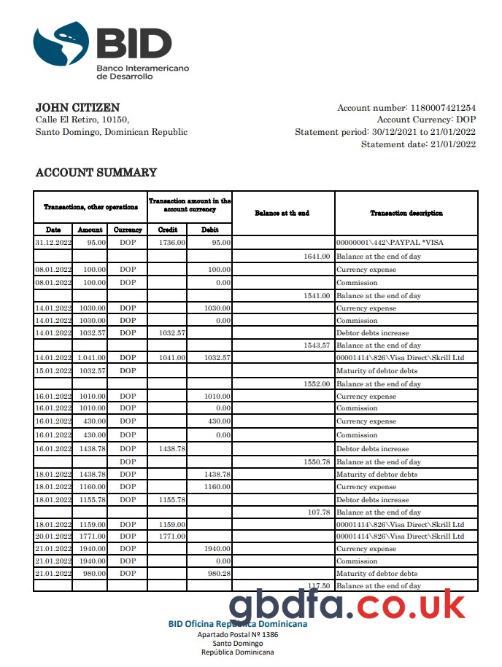 BID
Banco Interamericano
de Desarrollo
JOHN CITIZEN
Calle El Retiro, 10150,
Santo Domingo, Dominican Republic
Account number: 1180007421254
Account Currency: DOP
Statement period: 30/12/2021 to 21/01/2022
Statement date: 21/01/2022
ACCOUNT SUMMARY
Transactions, other operations Transaction amount in the account currency Balance at th end Transaction description
Date Amount Currency Credit Debit
31.12.2022 95.00 DOP 1736.00 95.00 00000001\442\PAYPAL *VISA
1641.00 Balance at the end of day
08.01.2022 100.00 DOP 100.00 Currency expense
08.01.2022 100.00 DOP 0.00 Commission
1541.00 Balance at the end of day
14.01.2022 1030.00 DOP 1030.00 Currency expense
14.01.2022 1030.00 DOP 0.00 Commission
14.01.2022 1032.57 DOP 1032.57 Debtor debts increase
1543,57 Balance at the end of day
14.01.2022 1.041.00 DOP 1041.00 1032.57 00001414\826\Visa Direct\Skrill Ltd
15.01.2022 1032.57 DOP Maturity of debtor debts
1552.00 Balance at the end of day
16.01.2022 1010.00 DOP 1010.00 Currency expense
16.01.2022 1010.00 DOP 0.00 Commission
16.01.2022 430.00 DOP 430.00 Currency expense
16.01.2022 430.00 DOP 0.00 Commission
16.01.2022 1438.78 DOP 1438.78 Debtor debts increase
DOP 1550.78 Balance at the end of day
18.01.2022 1438.78 DOP 1438.78 Maturity of debtor debts
18.01.2022 1160.00 DOP 1160.00 Currency expense
18.01.2022 1155.78 DOP 1155.78 Debtor debts increase
107.78 Balance at the end of day
18.01.2022 1159.00 DOP 1159.00 00001414\826\Visa Direct\Skrill Ltd
20.01.2022 1771.00 DOP 1771.00 00001414\826\Visa Direct\Skrill Ltd
21.01.2022 1940.00 DOP 1940.00 Currency expense
21.01.2022 1940.00 DOP 0.00 Commission
21.01.2022 980.00 DOP 980.28 Maturity of debtor debts
117.50 Balance at the end of day
gbdfa.co.uk
BID Oficina República Dominicana
Apartado Postal Nº 1386
Santo Domingo
República Dominicana